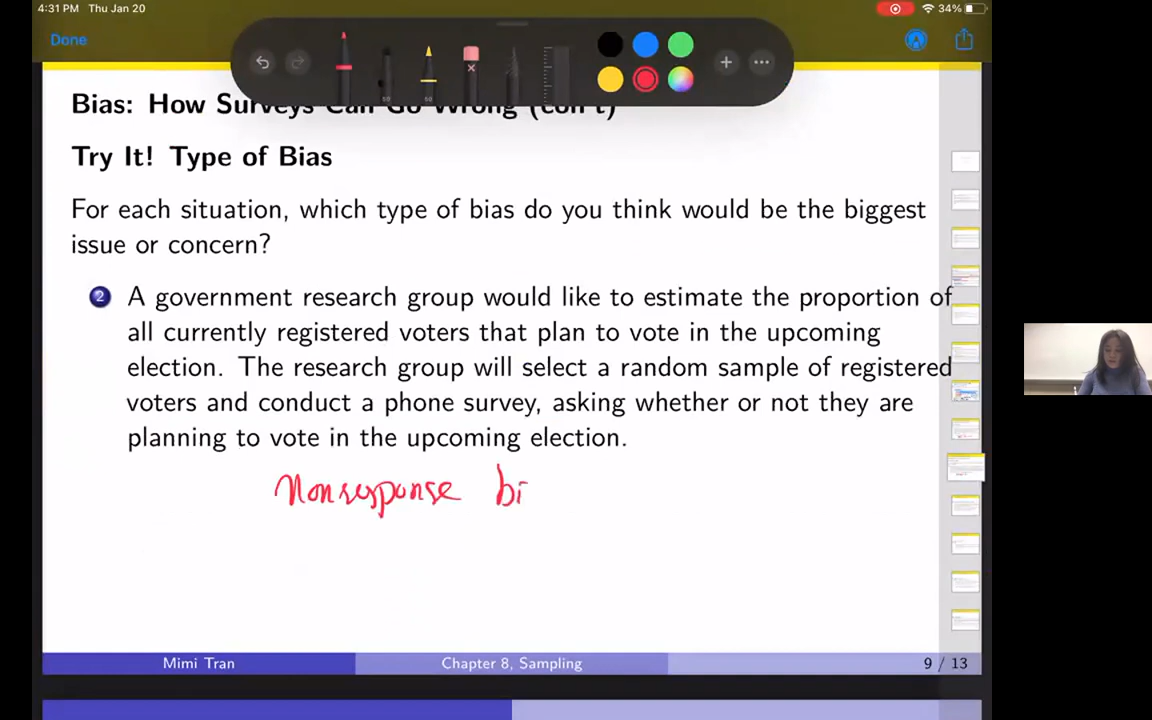 4:31 PM Thu Jan 20
34%
Done
50
50
Bias: How Surveys Can Go Wrong (con't)
Try It! Type of Bias
For each situation, which type of bias do you think would be the biggest
issue or concern?
2 A government research group would like to estimate the proportion of
all currently registered voters that plan to vote in the upcoming
election. The research group will select a random sample of registered
voters and conduct a phone survey, asking whether or not they are
planning to vote in the upcoming election.
Nonresponse bi
Mimi Tran
Chapter 8, Sampling
9 / 13